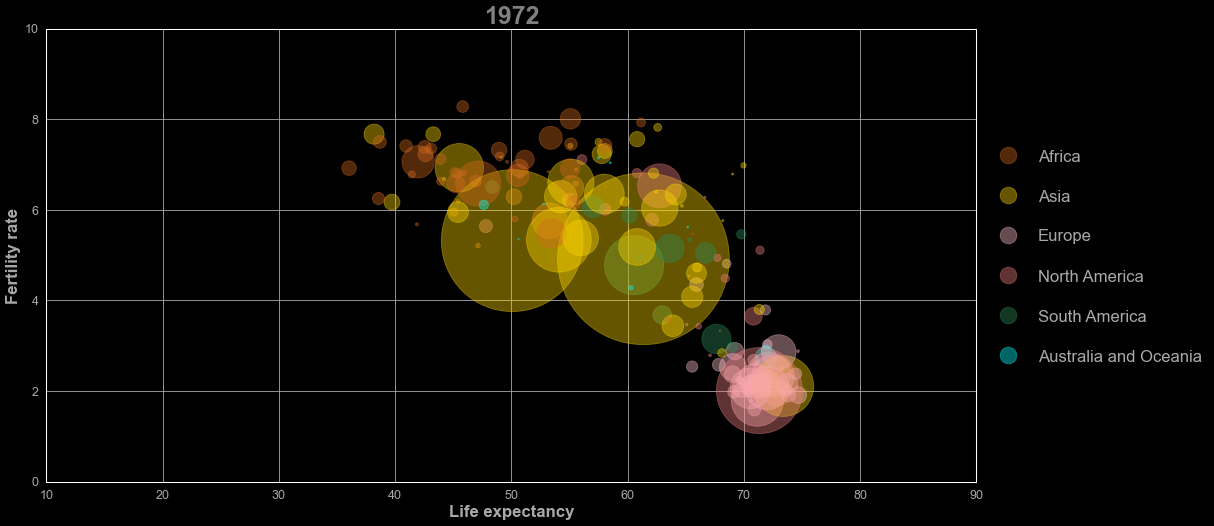 1972
10
8
6
4
2
0
Fertility rate
10 20 30 40 50 60 70 80 90
Life expectancy
Africa
Asia
Europe
North America
South America
Australia and Oceania